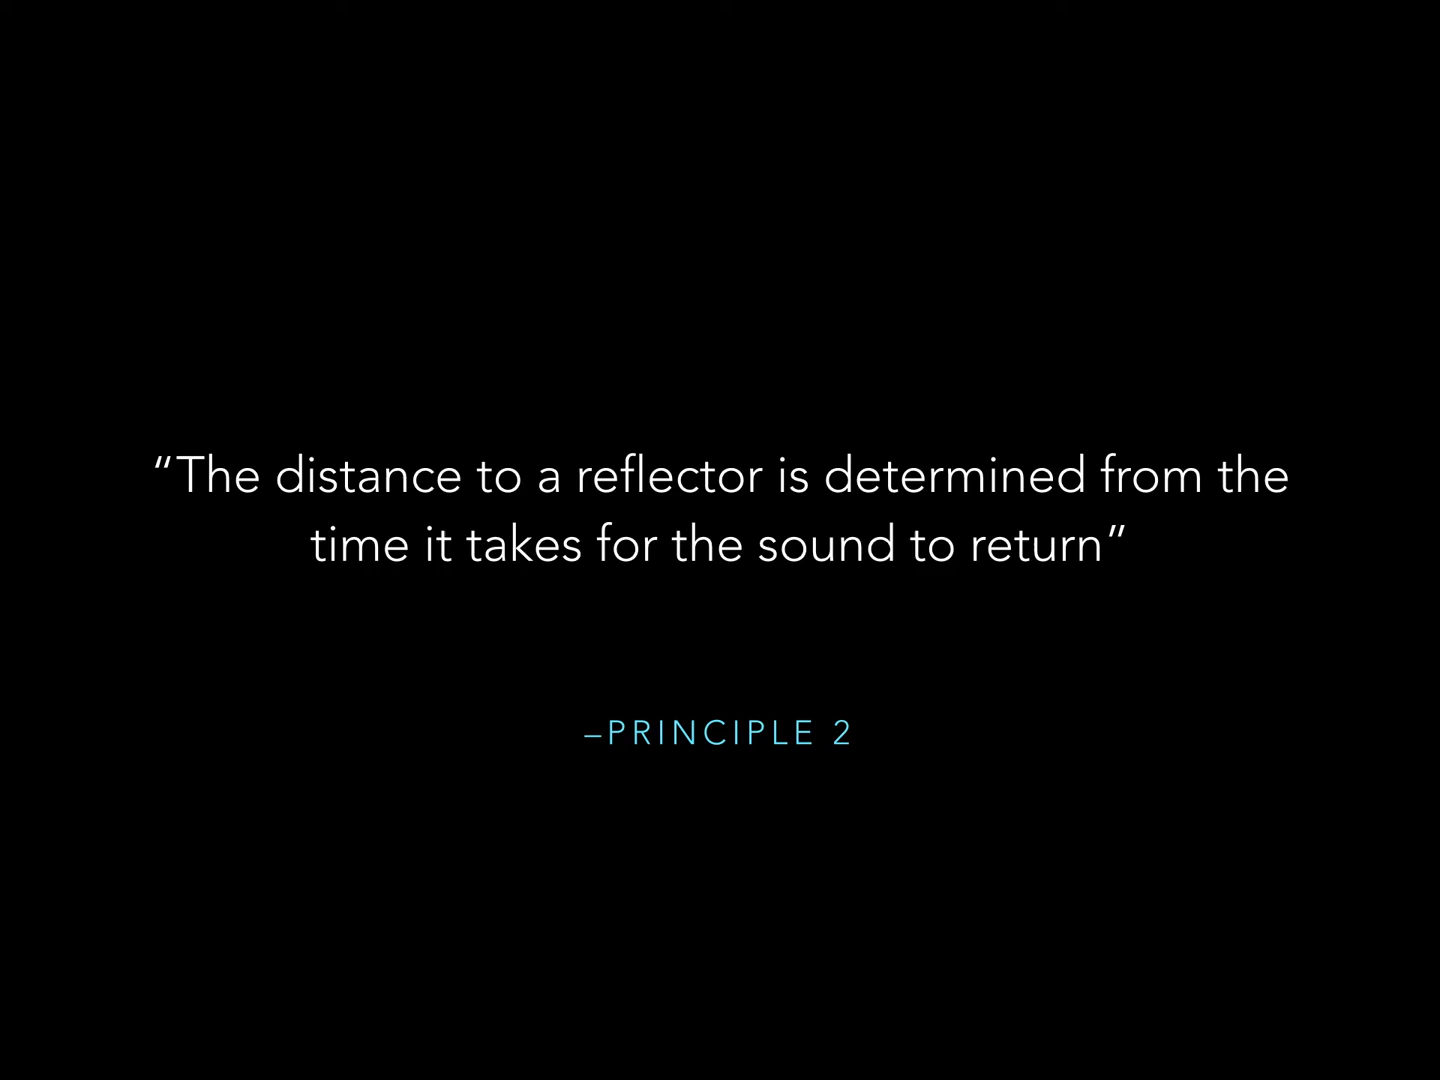 “The distance to a reflector is determined from the
time it takes for the sound to return”
–PRINCIPLE 2